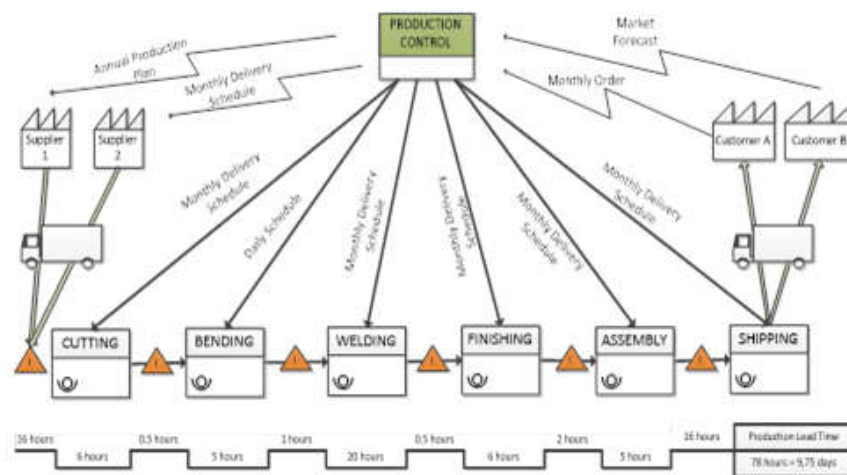 PRODUCTION
CONTROL
Market
Forecast
Annual Production
Plan
Monthly Delivery
Schedule
Monthly Order
Supplier
1
Supplier
2
Customer A
Customer B
Monthly Delivery
Schedule
Daily Schedule
Monthly Delivery
Schedule
Monthly Delivery
Schedule
Monthly Delivery
Schedule
Monthly Delivery
Schedule
CUTTING
BENDING
WELDING
FINISHING
ASSEMBLY
SHIPPING
16 hours
0.5 hours
1 hours
0.5 hours
2 hours
16 hours
Production Lead Time
6 hours
5 hours
20 hours
6 hours
5 hours
78 hours = 9,75 days